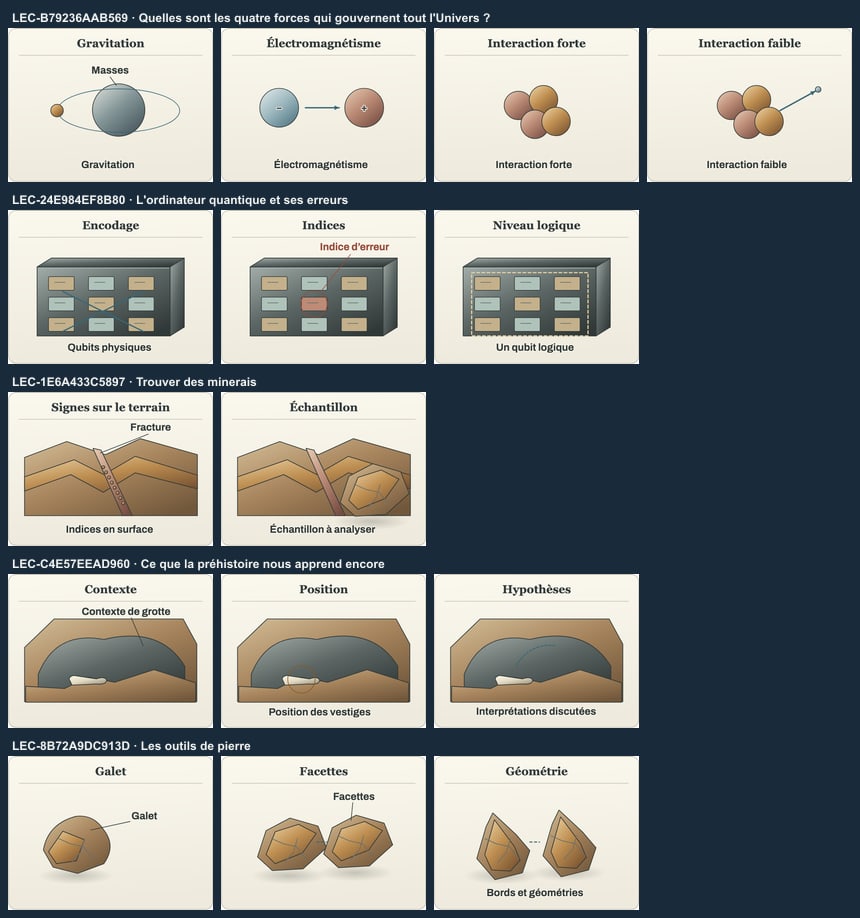 LEC-B79236AAB569 · Quelles sont les quatre forces qui gouvernent tout l'Univers ?
Gravitation
Électromagnétisme
Interaction forte
Interaction faible
Masses
-
+
Gravitation
Électromagnétisme
Interaction forte
Interaction faible
LEC-24E984EF8B80 · L'ordinateur quantique et ses erreurs
Encodage
Indices
Niveau logique
Indice d'erreur
Qubits physiques
Un qubit logique
LEC-1E6A433C5897 · Trouver des minerais
Signes sur le terrain
Échantillon
Fracture
Indices en surface
Échantillon à analyser
LEC-C4E57EEAD960 · Ce que la préhistoire nous apprend encore
Contexte
Position
Hypothèses
Contexte de grotte
Position des vestiges
Interprétations discutées
LEC-8B72A9DC913D · Les outils de pierre
Galet
Facettes
Géométrie
Galet
Facettes
Bords et géométries